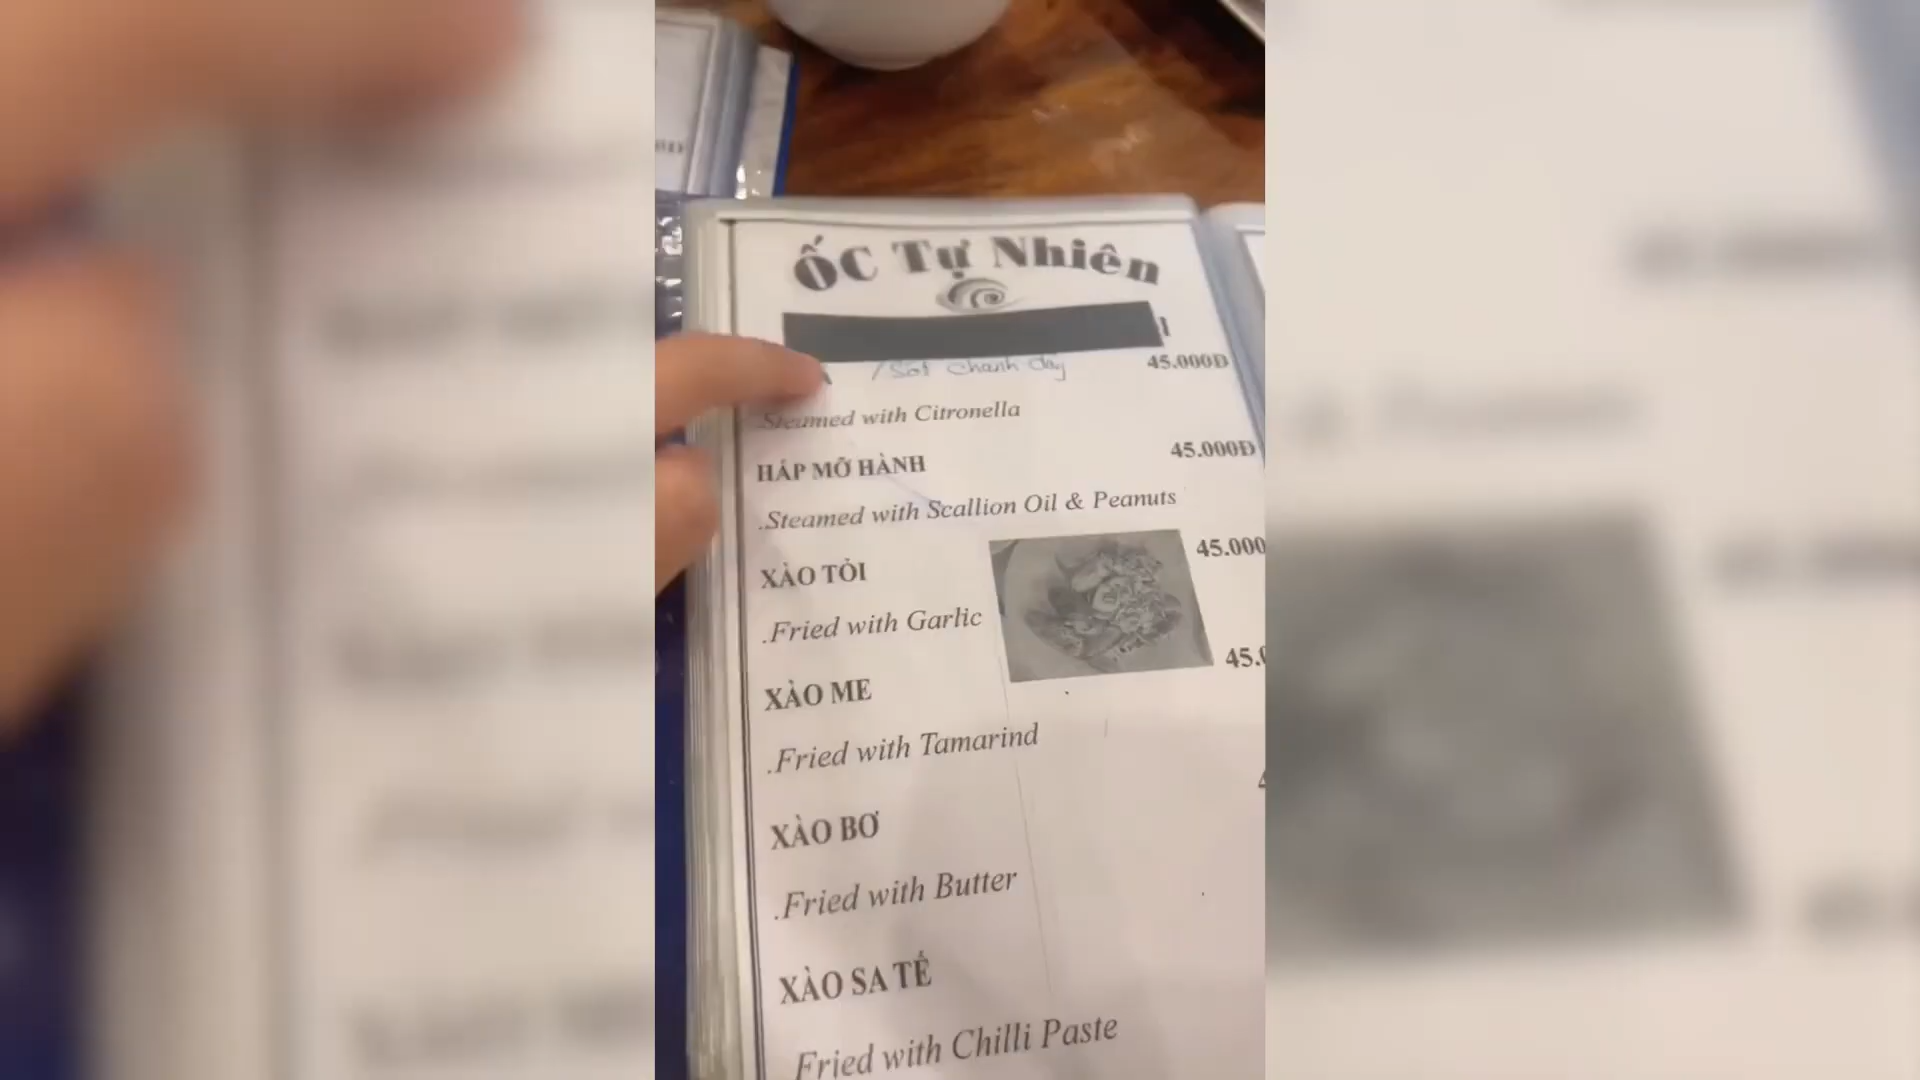 ỐC Tự Nhiên
/Sốt chanh dây 45.000Đ
.Steamed with Citronella
HẤP MỠ HÀNH 45.000Đ
.Steamed with Scallion Oil & Peanuts
XÀO TỎI 45.000
.Fried with Garlic
XÀO ME 45.
.Fried with Tamarind
XÀO BƠ
.Fried with Butter
XÀO SA TẾ
Fried with Chilli Paste